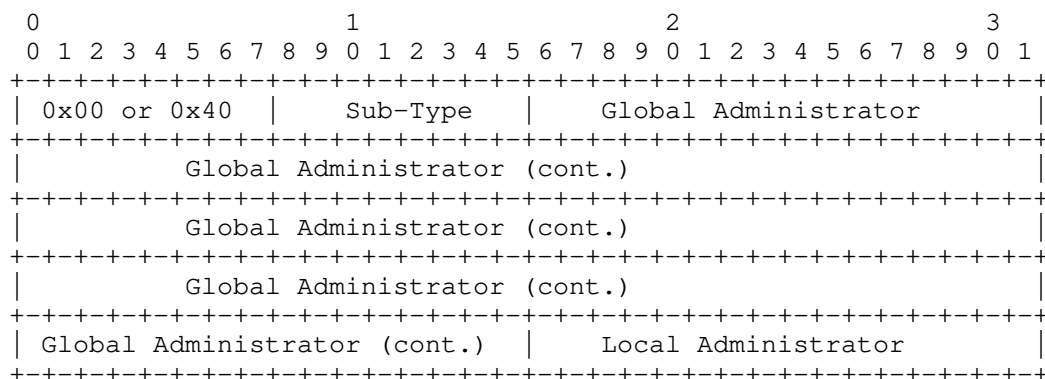 0                   1                   2                   3
 0 1 2 3 4 5 6 7 8 9 0 1 2 3 4 5 6 7 8 9 0 1 2 3 4 5 6 7 8 9 0 1
+-+-+-+-+-+-+-+-+-+-+-+-+-+-+-+-+-+-+-+-+-+-+-+-+-+-+-+-+-+-+-+-+
| 0x00 or 0x40  |    Sub-Type   |    Global Administrator       |
+-+-+-+-+-+-+-+-+-+-+-+-+-+-+-+-+-+-+-+-+-+-+-+-+-+-+-+-+-+-+-+-+
|          Global Administrator (cont.)                         |
+-+-+-+-+-+-+-+-+-+-+-+-+-+-+-+-+-+-+-+-+-+-+-+-+-+-+-+-+-+-+-+-+
|          Global Administrator (cont.)                         |
+-+-+-+-+-+-+-+-+-+-+-+-+-+-+-+-+-+-+-+-+-+-+-+-+-+-+-+-+-+-+-+-+
|          Global Administrator (cont.)                         |
+-+-+-+-+-+-+-+-+-+-+-+-+-+-+-+-+-+-+-+-+-+-+-+-+-+-+-+-+-+-+-+-+
| Global Administrator (cont.)  |    Local Administrator        |
+-+-+-+-+-+-+-+-+-+-+-+-+-+-+-+-+-+-+-+-+-+-+-+-+-+-+-+-+-+-+-+-+